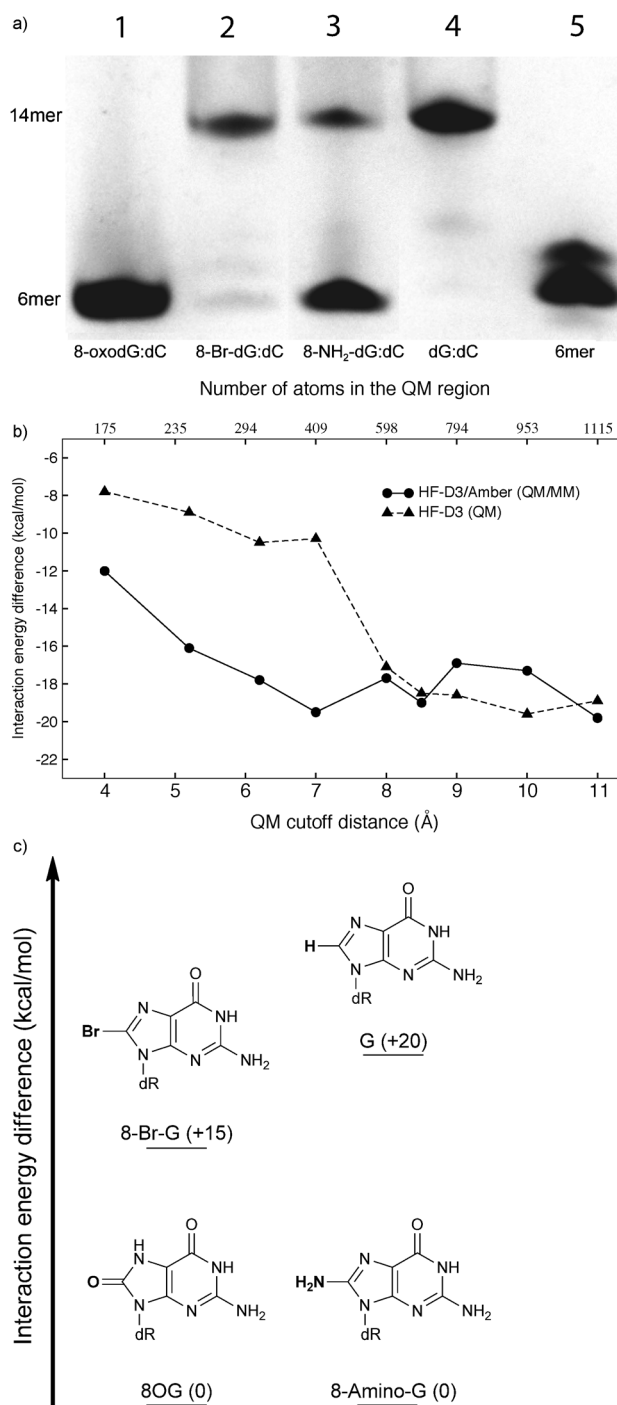 a)
1 2 3 4 5
14mer
6mer
8-oxodG:dC 8-Br-dG:dC 8-NH2-dG:dC dG:dC 6mer
Number of atoms in the QM region
b)
175 235 294 409 598 794 953 1115
-6
-8
-10
-12
-14
-16
-18
-20
-22
Interaction energy difference (kcal/mol)
HF-D3/Amber (QM/MM)
HF-D3 (QM)
4 5 6 7 8 9 10 11
QM cutoff distance (Å)
c)
Interaction energy difference (kcal/mol)
O
N
NH
H
N
N
NH2
dR
G (+20)
O
N
NH
Br
N
N
NH2
dR
8-Br-G (+15)
H
O
N
NH
O
N
N
NH2
dR
8OG (0)
O
N
NH
H2N
N
N
NH2
dR
8-Amino-G (0)